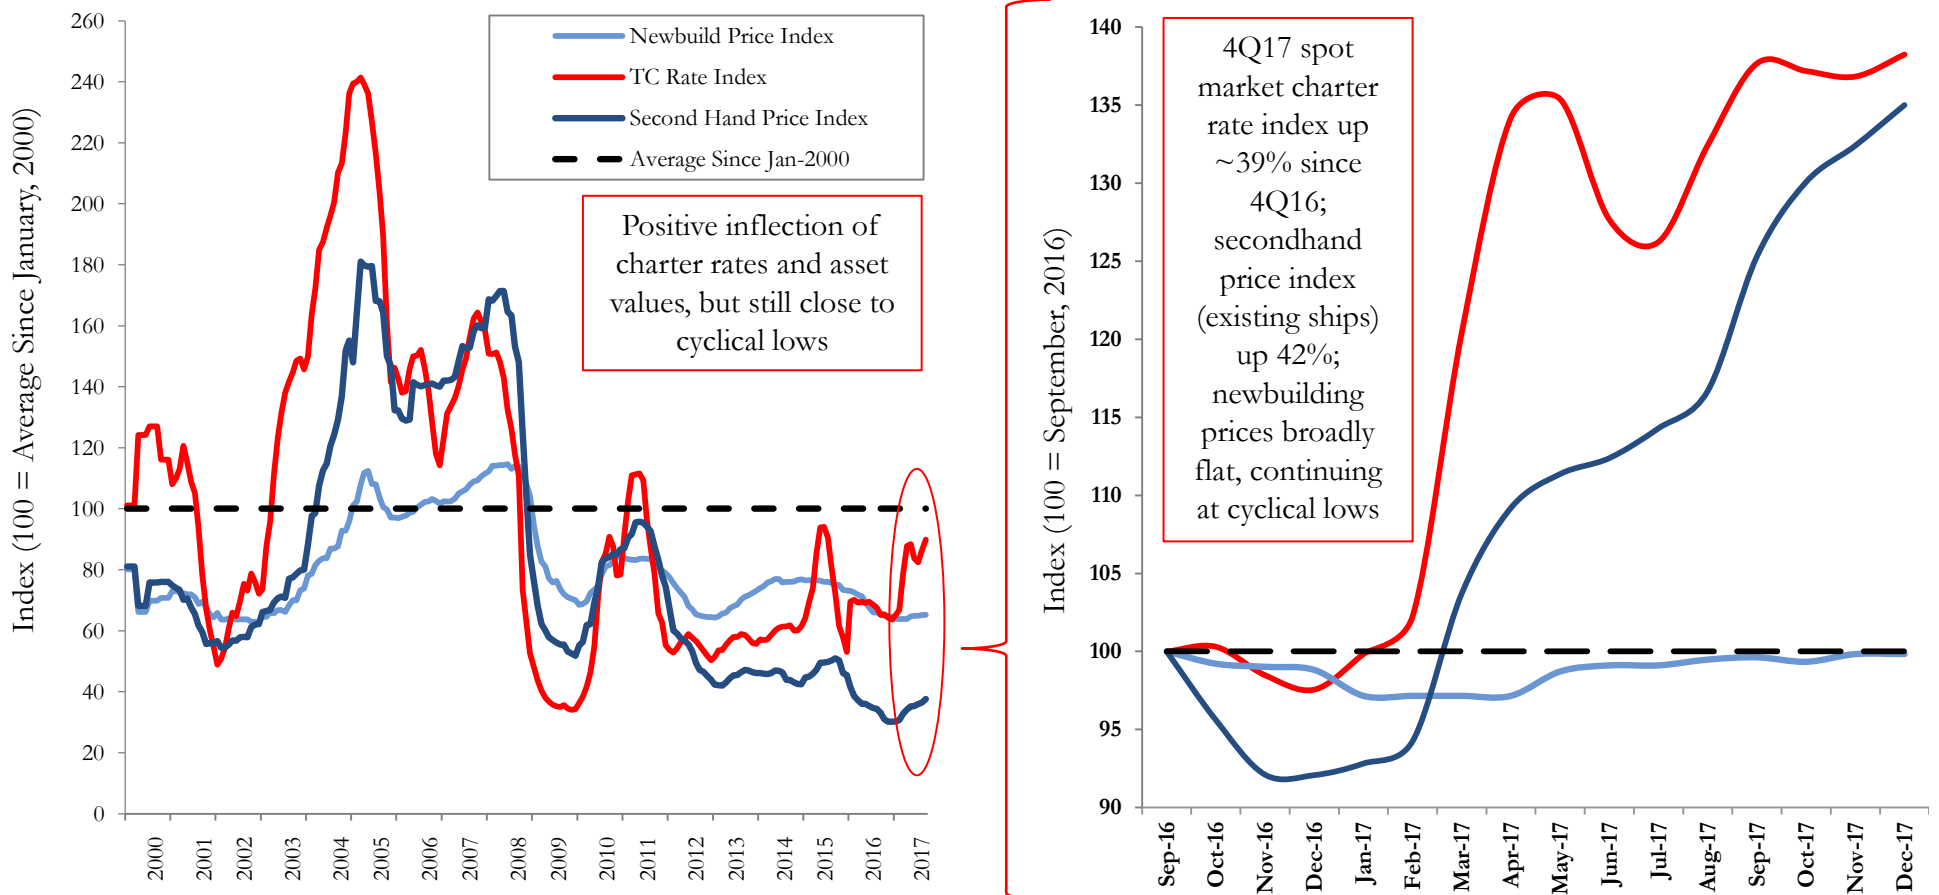 Index (100 = Average Since January, 2000)
260
240
220
200
180
160
140
120
100
80
60
40
20
0
2000
2001
2002
2003
2004
2005
2006
2007
2008
2009
2010
2011
2012
2013
2014
2015
2016
2017
Newbuild Price Index
TC Rate Index
Second Hand Price Index
Average Since Jan-2000
Positive inflection of
charter rates and asset
values, but still close to
cyclical lows
Index (100 = September, 2016)
140
135
130
125
120
115
110
105
100
95
90
Sep-16
Oct-16
Nov-16
Dec-16
Jan-17
Feb-17
Mar-17
Apr-17
May-17
Jun-17
Jul-17
Aug-17
Sep-17
Oct-17
Nov-17
Dec-17
4Q17 spot
market charter
rate index up
~39% since
4Q16;
secondhand
price index
(existing ships)
up 42%;
newbuilding
prices broadly
flat, continuing
at cyclical lows